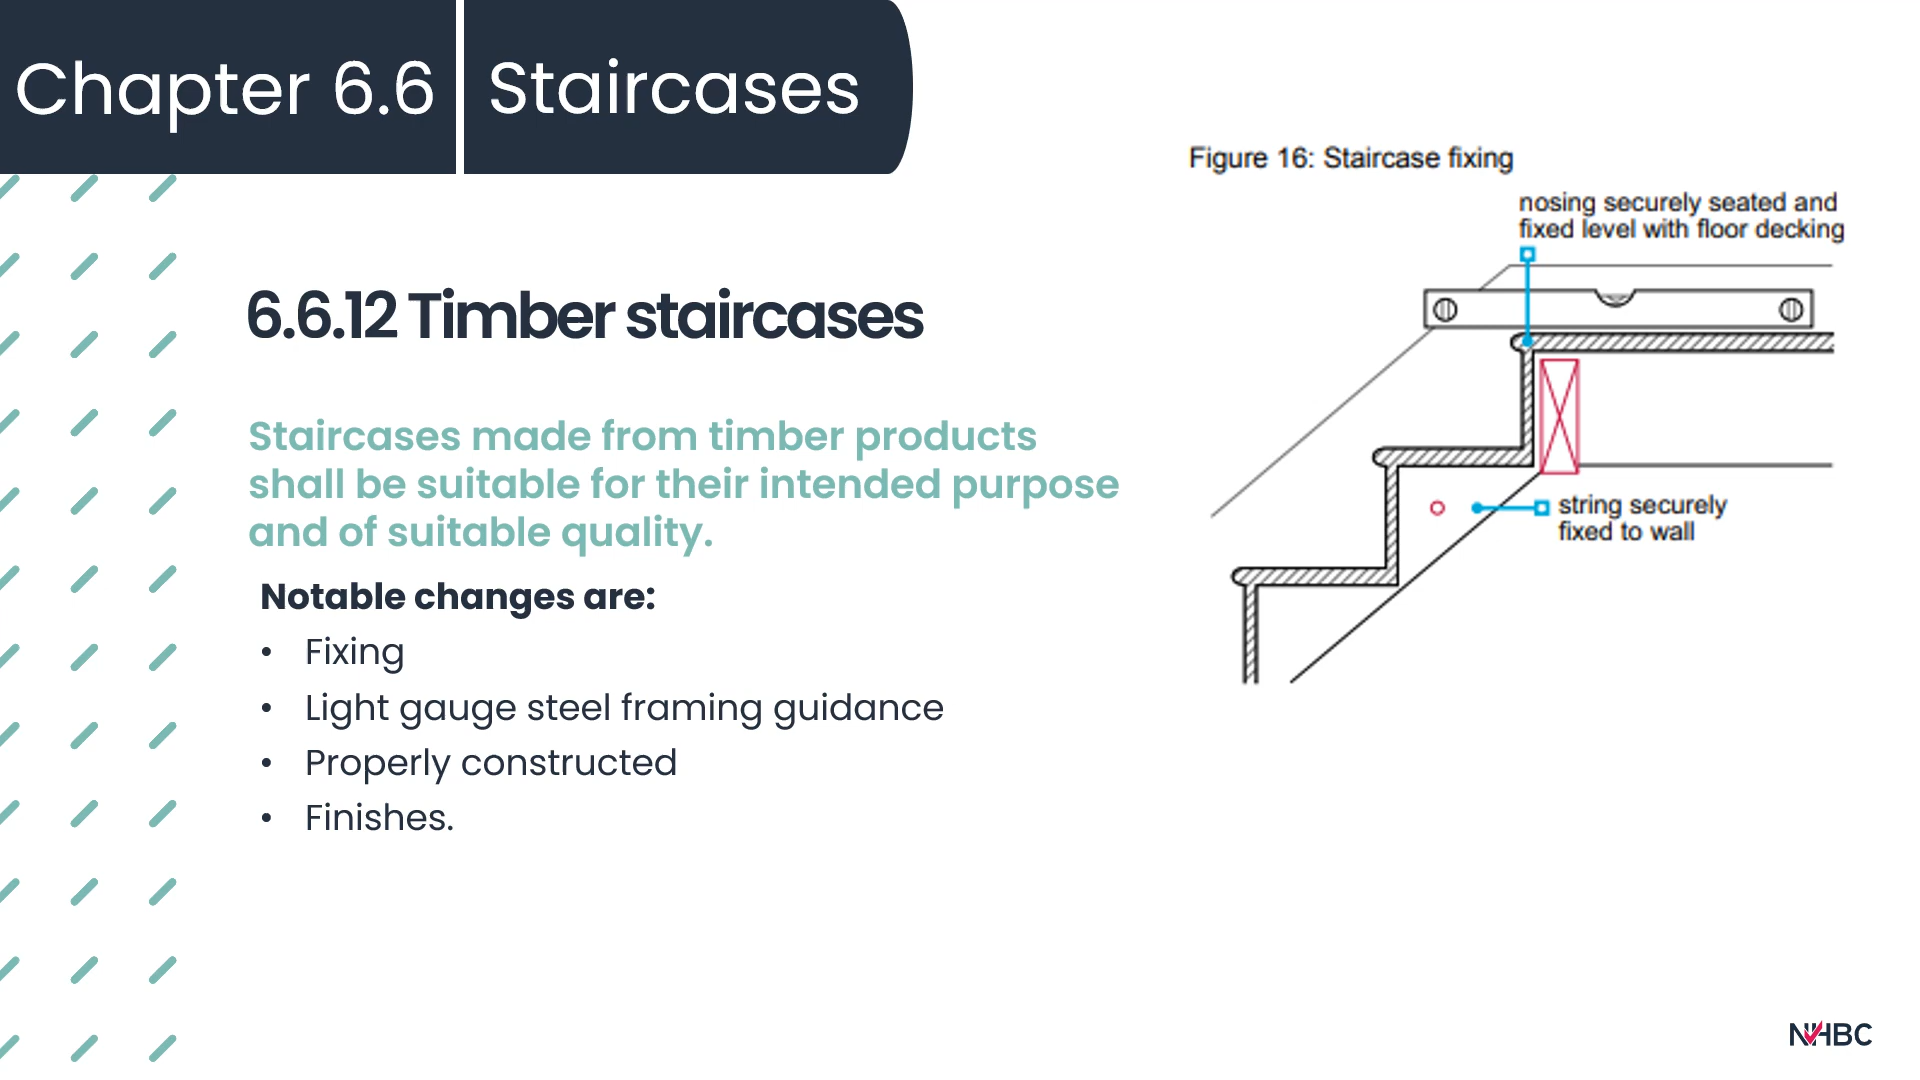 Chapter 6.6
Staircases
6.6.12 Timber staircases
Staircases made from timber products
shall be suitable for their intended purpose
and of suitable quality.
Notable changes are:
• Fixing
• Light gauge steel framing guidance
• Properly constructed
• Finishes.
Figure 16: Staircase fixing
nosing securely seated and
fixed level with floor decking
string securely
fixed to wall
NHBC